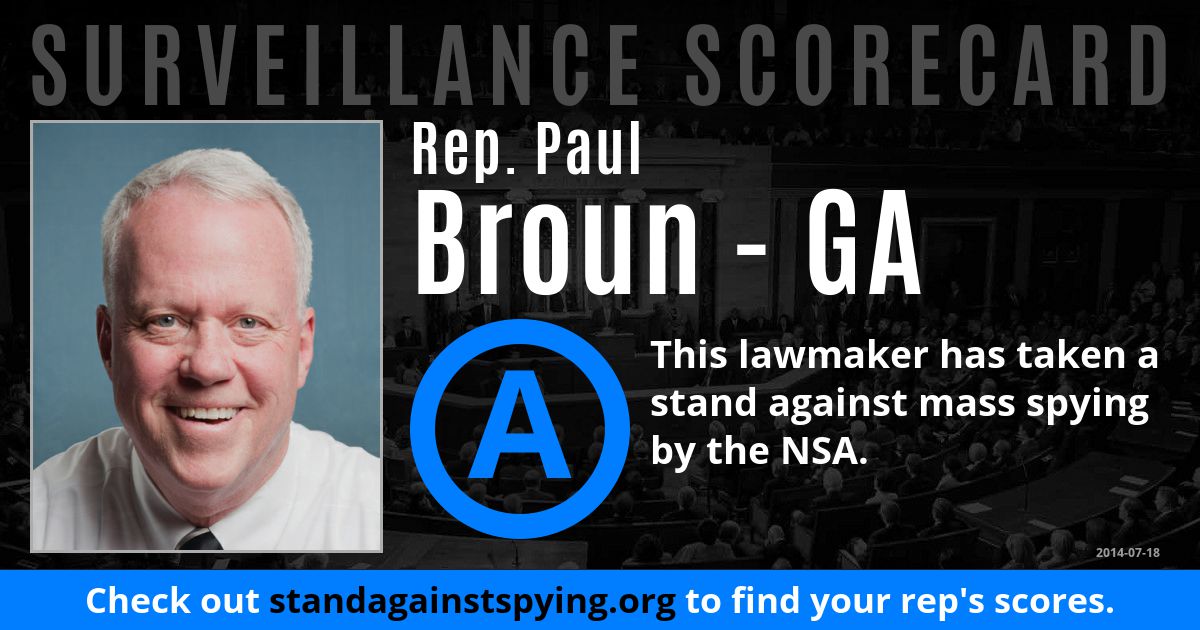 SURVEILLANCE SCORECARD
Rep. Paul
Broun - GA
A
This lawmaker has taken a
stand against mass spying
by the NSA.
2014-07-18
Check out standagainstspying.org to find your rep's scores.